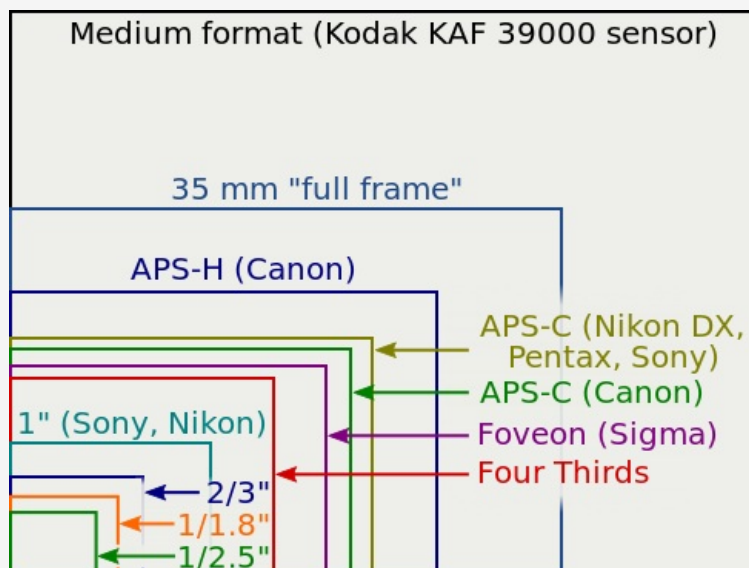 Medium format (Kodak KAF 39000 sensor)
35 mm "full frame"
APS-H (Canon)
APS-C (Nikon DX,
Pentax, Sony)
APS-C (Canon)
1" (Sony, Nikon)
Foveon (Sigma)
Four Thirds
2/3"
1/1.8"
1/2.5"